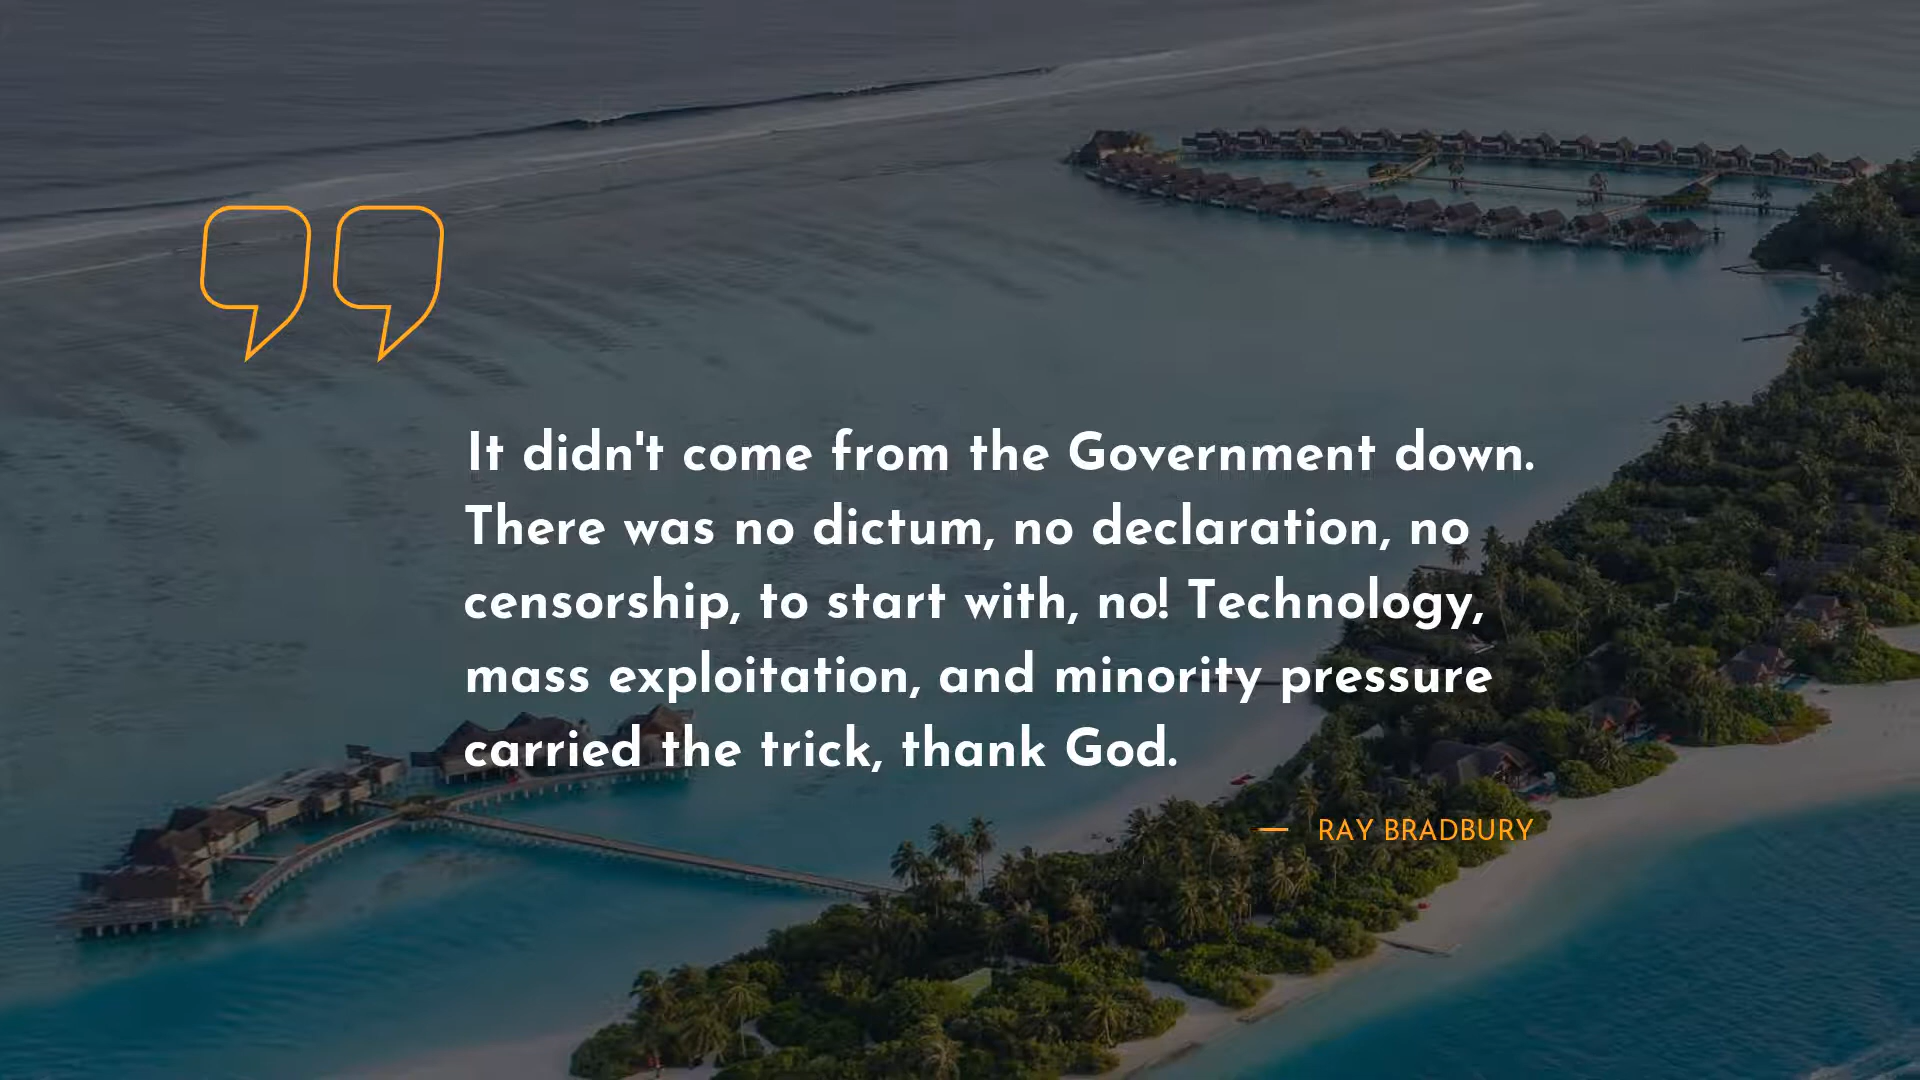 It didn't come from the Government down.
There was no dictum, no declaration, no
censorship, to start with, no! Technology,
mass exploitation, and minority pressure
carried the trick, thank God.
— RAY BRADBURY